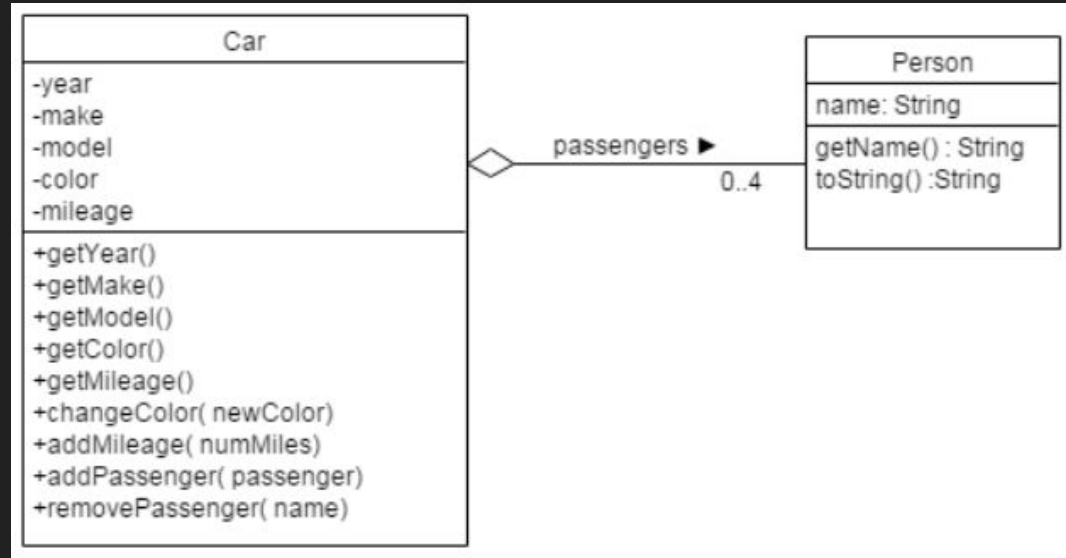 Car
-year
-make
-model
-color
-mileage
+getYear()
+getMake()
+getModel()
+getColor()
+getMileage()
+changeColor( newColor)
+addMileage( numMiles)
+addPassenger( passenger)
+removePassenger( name)
passengers ►
0..4
Person
name: String
getName() : String
toString() :String